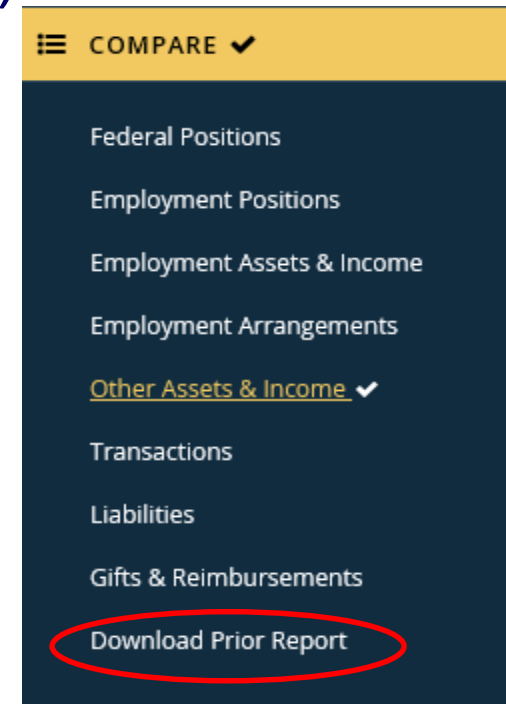 )
COMPARE
Federal Positions
Employment Positions
Employment Assets & Income
Employment Arrangements
Other Assets & Income
Transactions
Liabilities
Gifts & Reimbursements
Download Prior Report